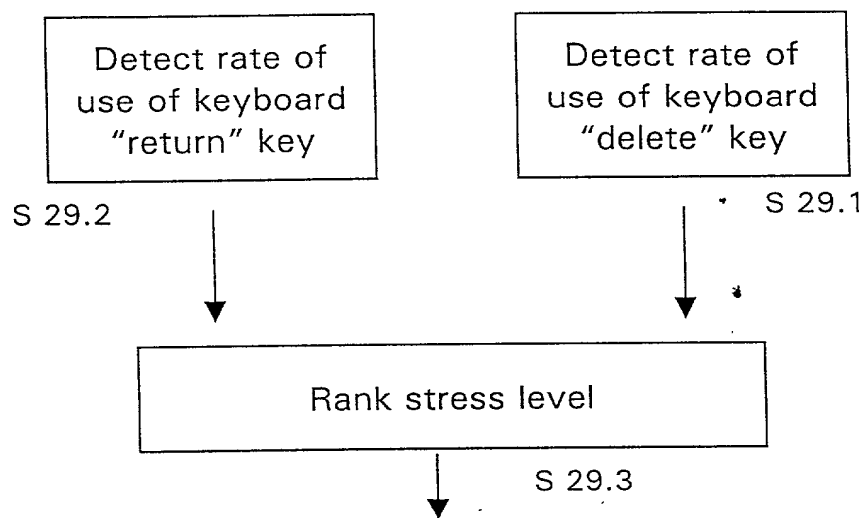 Detect rate of
use of keyboard
“return” key
S 29.2
Detect rate of
use of keyboard
“delete” key
S 29.1
Rank stress level
S 29.3